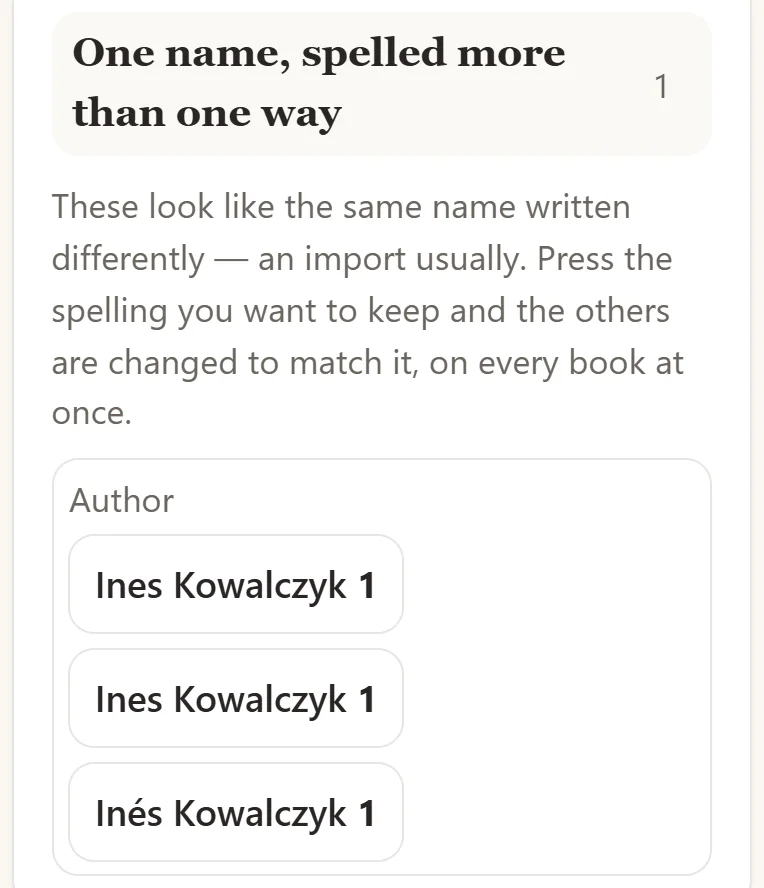 One name, spelled more
than one way
1
These look like the same name written
differently — an import usually. Press the
spelling you want to keep and the others
are changed to match it, on every book at
once.
Author
Ines Kowalczyk 1
Ines Kowalczyk 1
Inés Kowalczyk 1